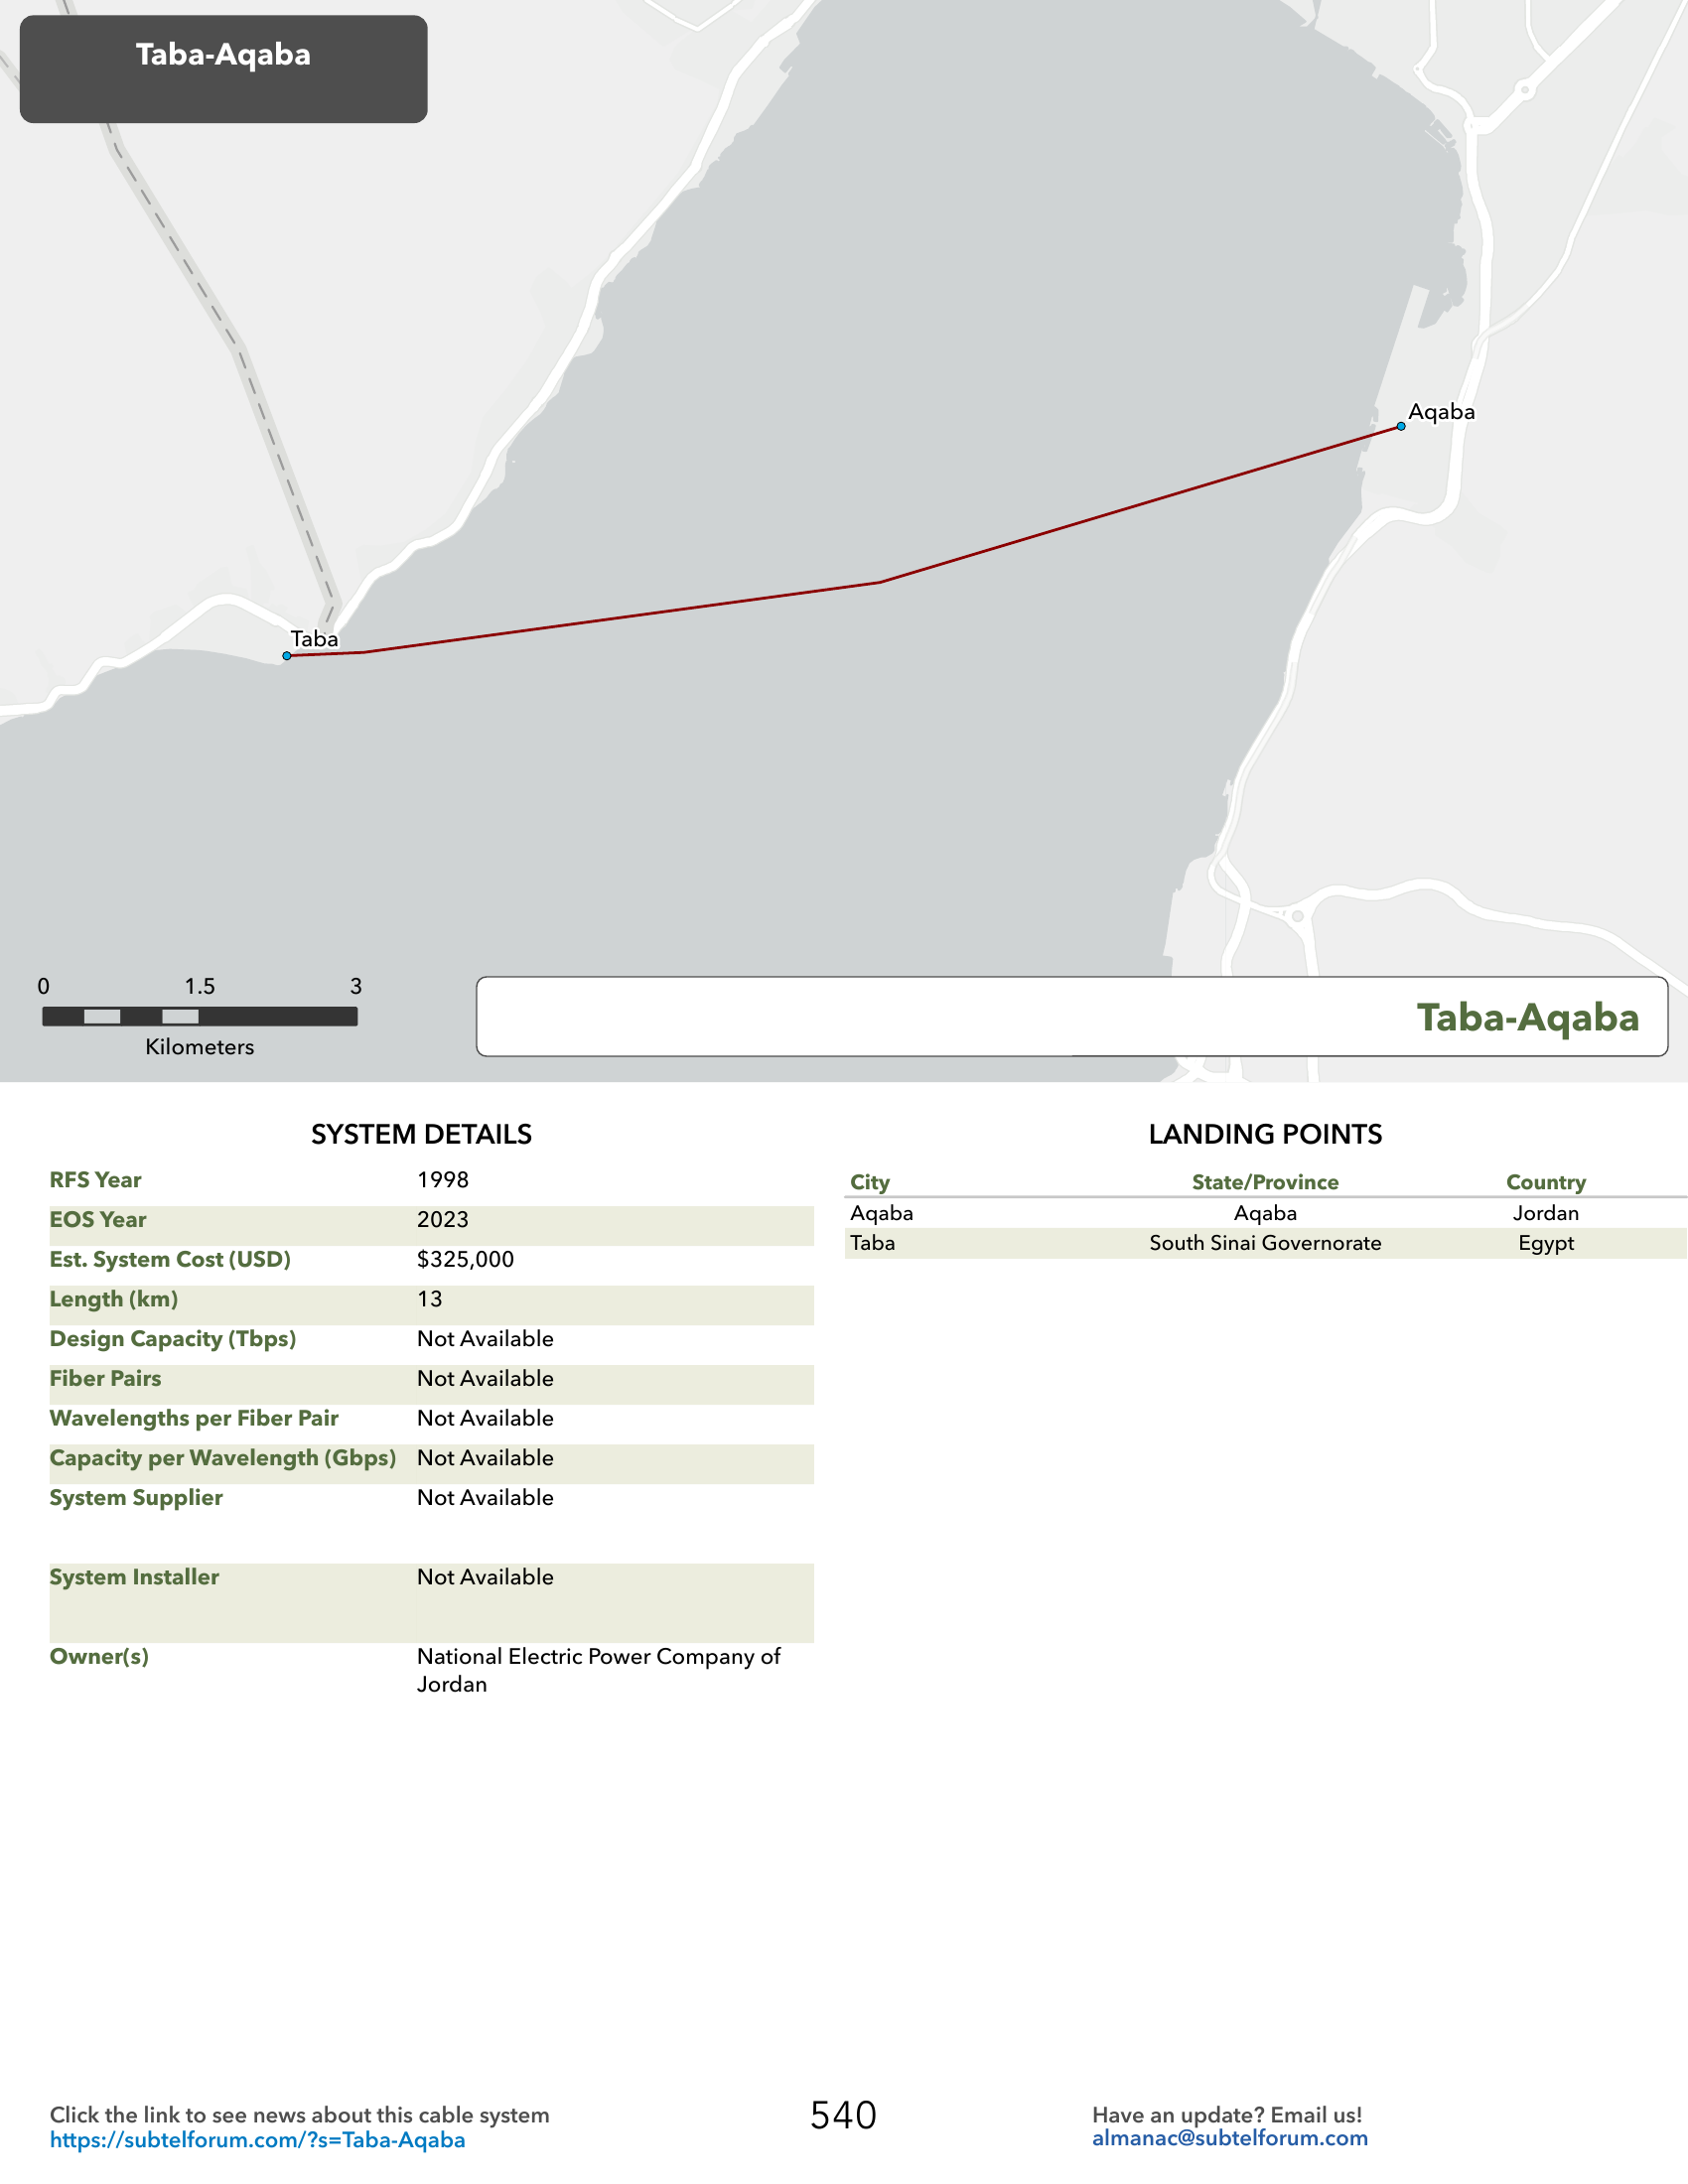 Taba-Aqaba
Aqaba
Taba
0 1.5 3
Kilometers
Taba-Aqaba
SYSTEM DETAILS
RFS Year 1998
EOS Year 2023
Est. System Cost (USD) $325,000
Length (km) 13
Design Capacity (Tbps) Not Available
Fiber Pairs Not Available
Wavelengths per Fiber Pair Not Available
Capacity per Wavelength (Gbps) Not Available
System Supplier Not Available
System Installer Not Available
Owner(s) National Electric Power Company of
Jordan
LANDING POINTS
City State/Province Country
Aqaba Aqaba Jordan
Taba South Sinai Governorate Egypt
Click the link to see news about this cable system
https://subtelforum.com/?s=Taba-Aqaba
540
Have an update? Email us!
almanac@subtelforum.com